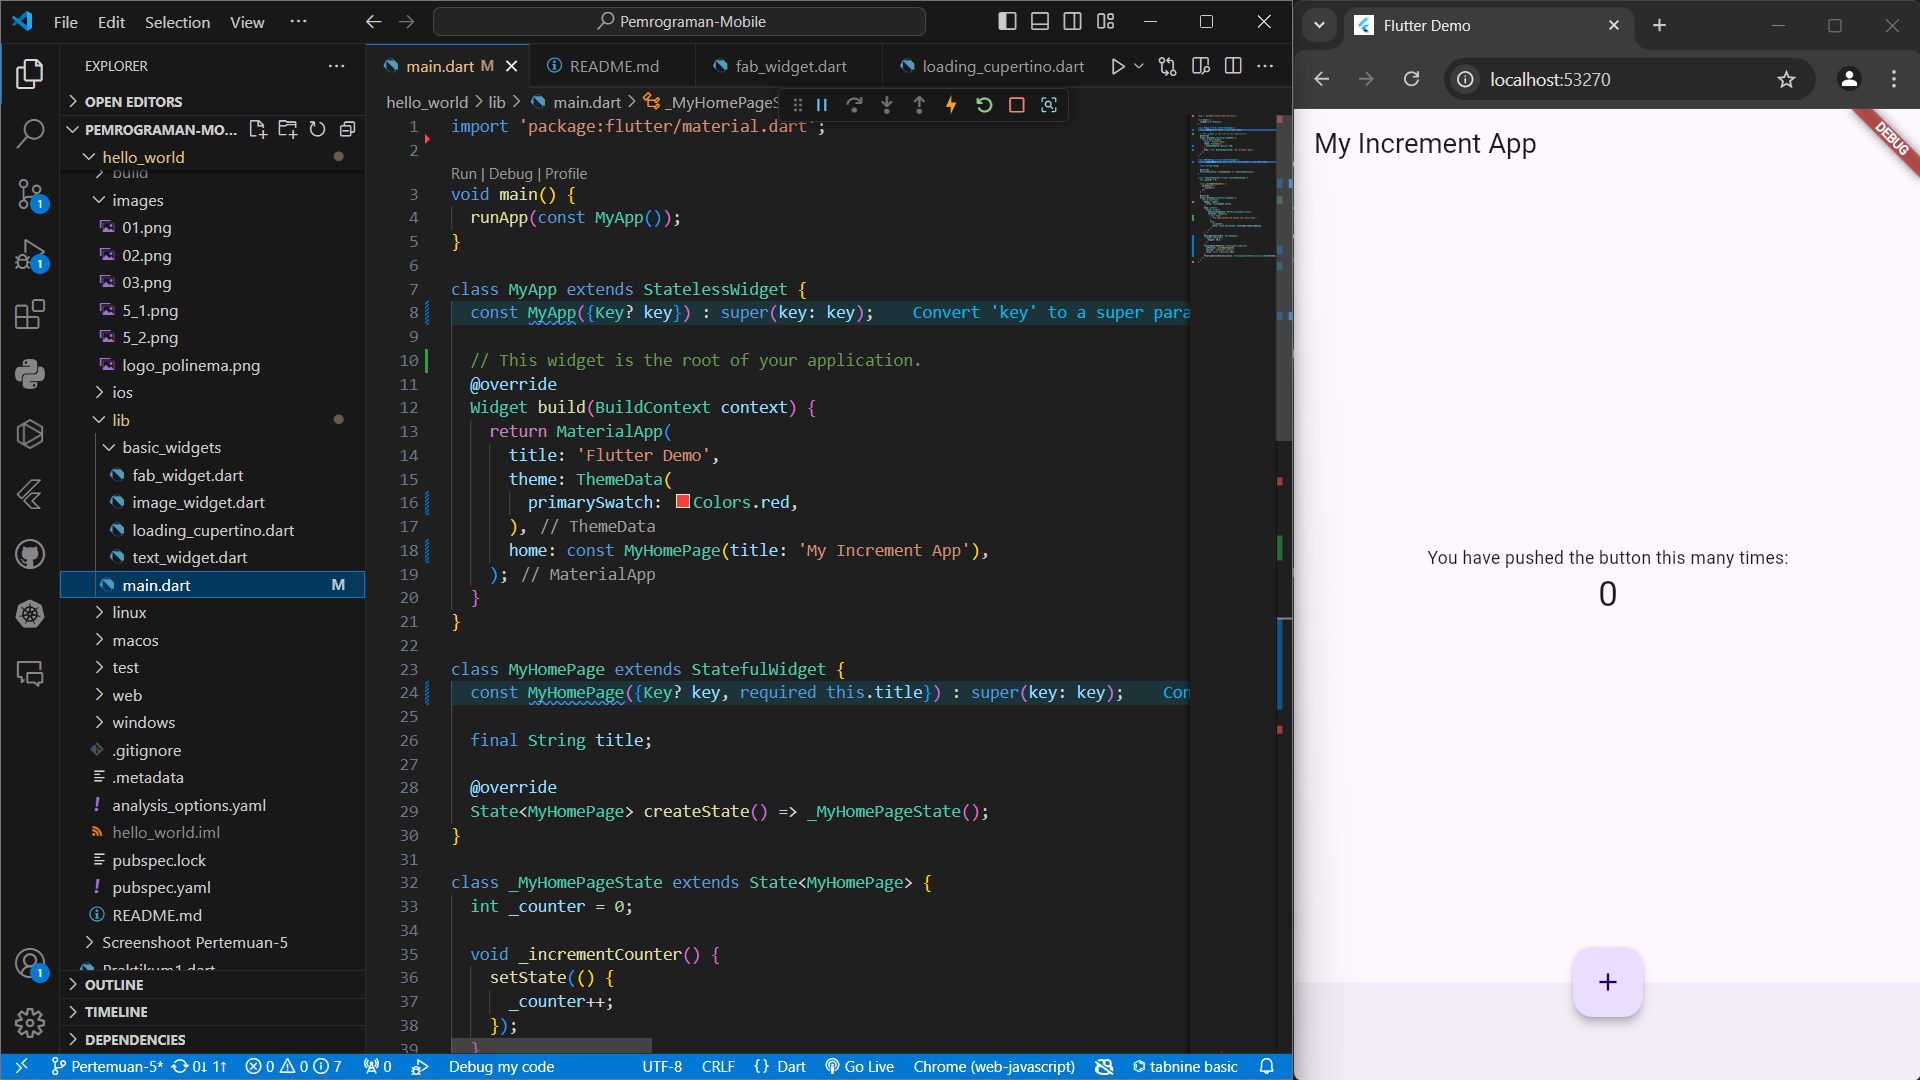 File Edit Selection View ··· Pemrograman-Mobile
EXPLORER
OPEN EDITORS
PEMROGRAMAN-MO...
hello_world
build
images
01.png
02.png
03.png
5_1.png
5_2.png
logo_polinema.png
ios
lib
basic_widgets
fab_widget.dart
image_widget.dart
loading_cupertino.dart
text_widget.dart
main.dart M
linux
macos
test
web
windows
.gitignore
.metadata
analysis_options.yaml
hello_world.iml
pubspec.lock
pubspec.yaml
README.md
Screenshoot Pertemuan-5
Praktikum1.dart
OUTLINE
TIMELINE
DEPENDENCIES
1
1
1
main.dart M README.md fab_widget.dart loading_cupertino.dart
hello_world > lib > main.dart > _MyHomePageS
1 import 'package:flutter/material.dart';
2
Run | Debug | Profile
3 void main() {
4 runApp(const MyApp());
5 }
6
7 class MyApp extends StatelessWidget {
8 const MyApp({Key? key}) : super(key: key); Convert 'key' to a super para
9
10 // This widget is the root of your application.
11 @override
12 Widget build(BuildContext context) {
13 return MaterialApp(
14 title: 'Flutter Demo',
15 theme: ThemeData(
16 primarySwatch: Colors.red,
17 ), // ThemeData
18 home: const MyHomePage(title: 'My Increment App'),
19 ); // MaterialApp
20 }
21 }
22
23 class MyHomePage extends StatefulWidget {
24 const MyHomePage({Key? key, required this.title}) : super(key: key); Con
25
26 final String title;
27
28 @override
29 State<MyHomePage> createState() => _MyHomePageState();
30 }
31
32 class _MyHomePageState extends State<MyHomePage> {
33 int _counter = 0;
34
35 void _incrementCounter() {
36 setState(() {
37 _counter++;
38 });
39 }
Pertemuan-5* 0↓ 1↑ 0 0 7 0 Debug my code UTF-8 CRLF {} Dart Go Live Chrome (web-javascript) tabnine basic
Flutter Demo
localhost:53270
My Increment App
DEBUG
You have pushed the button this many times:
0
+